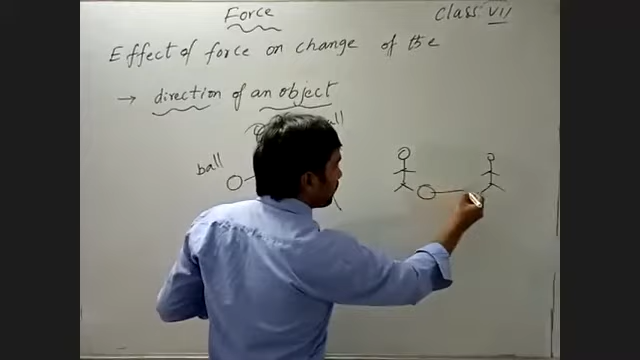 Force
Class: VII
Effect of force on change of the
→ direction of an object
ball